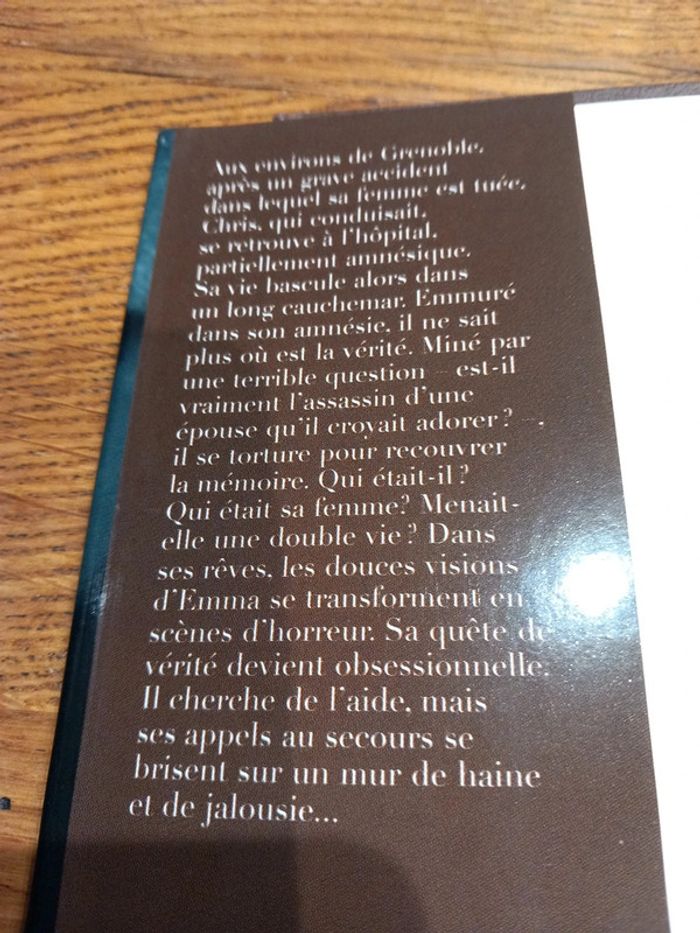 Aux environs de Grenoble,
après un grave accident
dans lequel sa femme est tuée,
Chris, qui conduisait,
se retrouve à l'hôpital,
partiellement amnésique.
Sa vie bascule alors dans
un long cauchemar. Emmuré
dans son amnésie, il ne sait
plus où est la vérité. Miné par
une terrible question – est-il
vraiment l'assassin d'une
épouse qu'il croyait adorer ? –,
il se torture pour recouvrer
la mémoire. Qui était-il ?
Qui était sa femme? Menait-
elle une double vie ? Dans
ses rêves, les douces visions
d'Emma se transforment en
scènes d'horreur. Sa quête de
vérité devient obsessionnelle.
Il cherche de l'aide, mais
ses appels au secours se
brisent sur un mur de haine
et de jalousie...